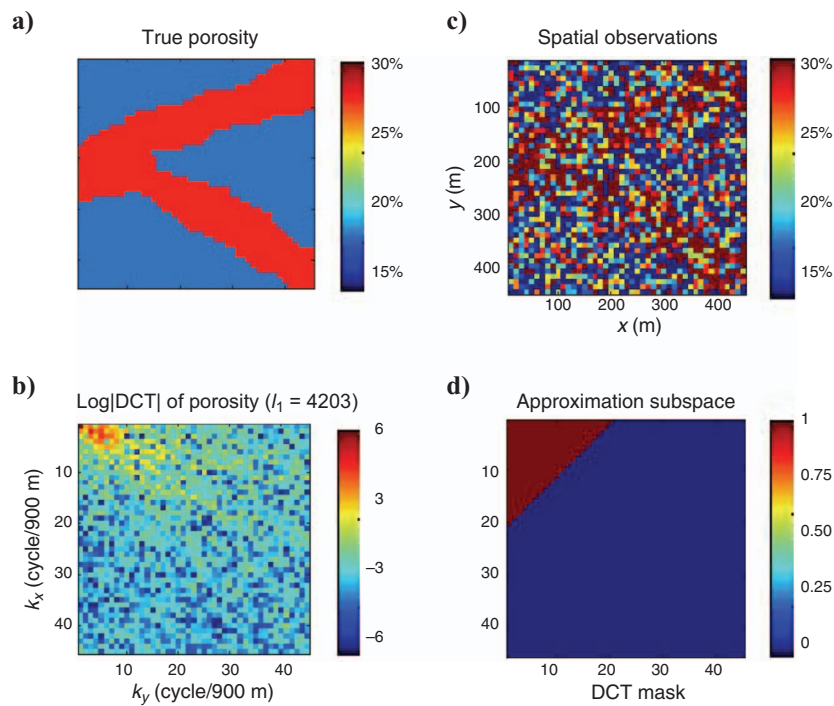 a)
True porosity
30%
25%
20%
15%
c)
Spatial observations
100
200
300
400
y (m)
100 200 300 400
x (m)
30%
25%
20%
15%
b)
Log|DCT| of porosity (l1 = 4203)
10
20
30
40
kx (cycle/900 m)
10 20 30 40
ky (cycle/900 m)
6
3
–3
–6
d)
Approximation subspace
10
20
30
40
10 20 30 40
DCT mask
1
0.75
0.50
0.25
0